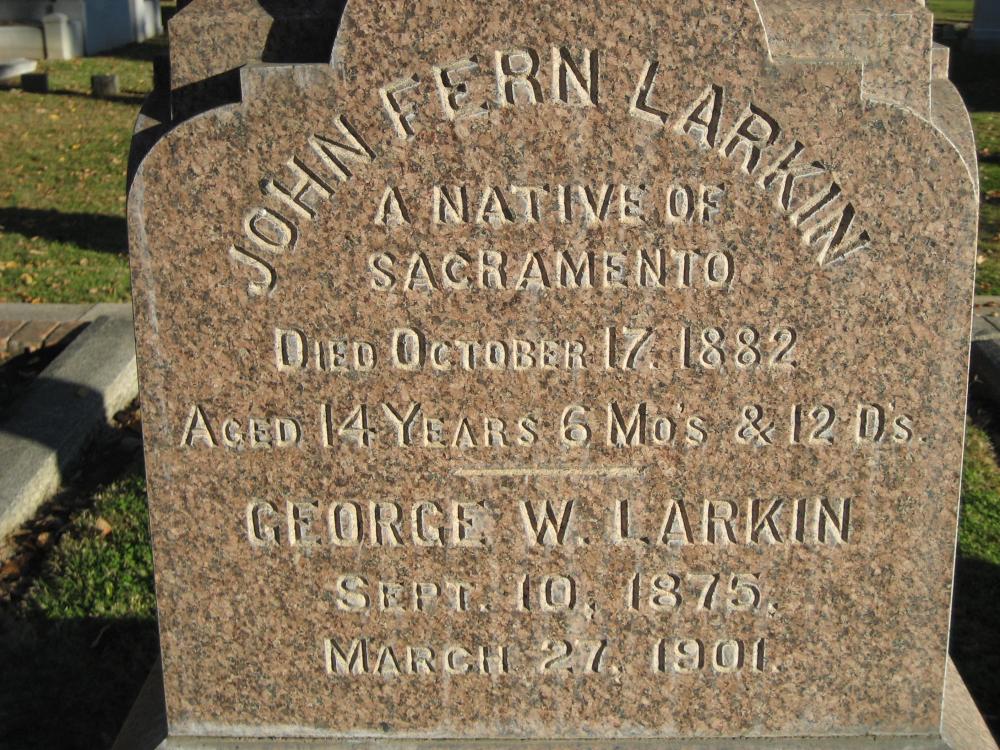 JOHN FERN LARKIN
A NATIVE OF
SACRAMENTO
DIED OCTOBER 17. 1882
AGED 14 YEARS 6 MO'S & 12 D'S.
GEORGE W. LARKIN
SEPT. 10, 1875,
MARCH 27, 1901.